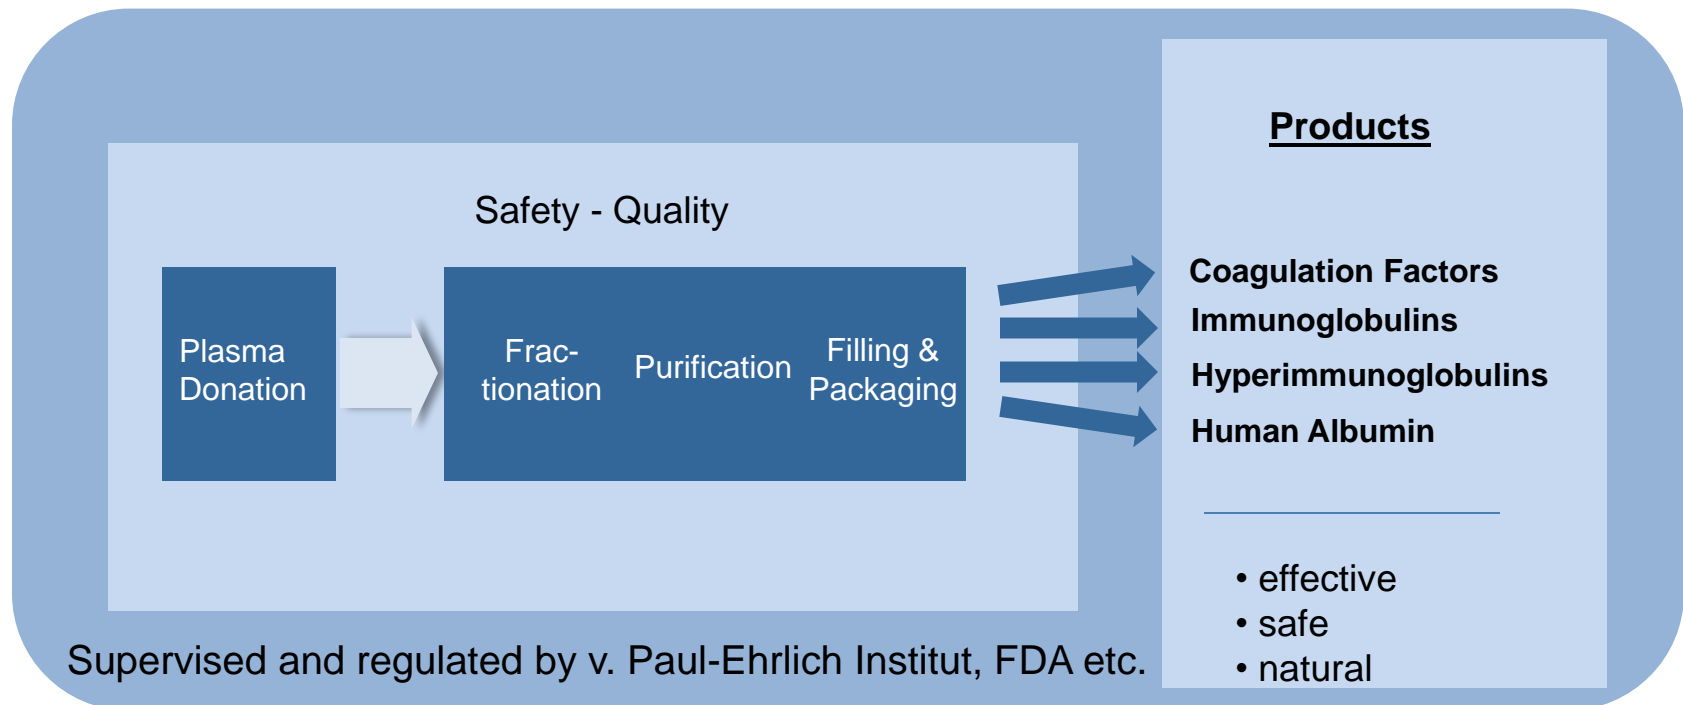 Safety - Quality
Plasma
Donation
Frac-
tionation
Purification
Filling &
Packaging
Supervised and regulated by v. Paul-Ehrlich Institut, FDA etc.
Products
Coagulation Factors
Immunoglobulins
Hyperimmunoglobulins
Human Albumin
• effective
• safe
• natural